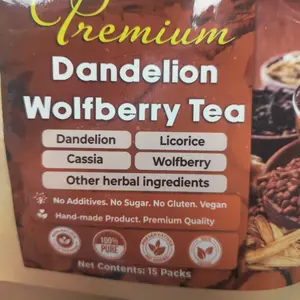 Premium
Dandelion
Wolfberry Tea
Dandelion Licorice
Cassia Wolfberry
Other herbal ingredients
No Additives. No Sugar. No Gluten. Vegan
Hand-made Product. Premium Quality
100%
PURE
Net Contents: 15 Packs